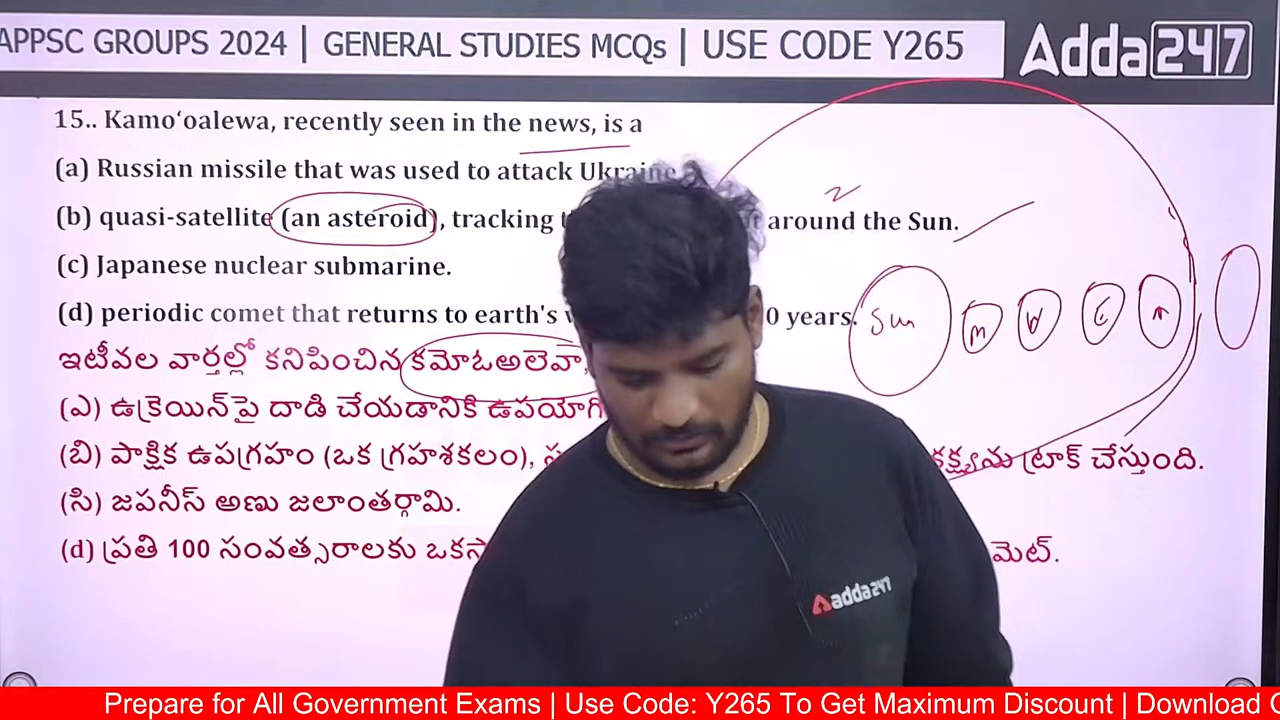 APPSC GROUPS 2024 | GENERAL STUDIES MCQs | USE CODE Y265
Adda247
15.. Kamoʻoalewa, recently seen in the news, is a
(a) Russian missile that was used to attack Ukraine
(b) quasi-satellite (an asteroid), tracking around the Sun.
(c) Japanese nuclear submarine.
(d) periodic comet that returns to earth's 0 years.
Sun
ఇటీవల వార్తల్లో కనిపించిన కమోఓఅలెవా,
(ఎ) ఉక్రెయిన్‌పై దాడి చేయడానికి
(బి) పాక్షిక ఉపగ్రహం (ఒక గ్రహశకలం), కక్ష్యను ట్రాక్ చేస్తుంది.
(సి) జపనీస్ అణు జలాంతర్గామి.
(d) ప్రతి 100 సంవత్సరాలకు మెట్.
adda247
Prepare for All Government Exams | Use Code: Y265 To Get Maximum Discount | Download